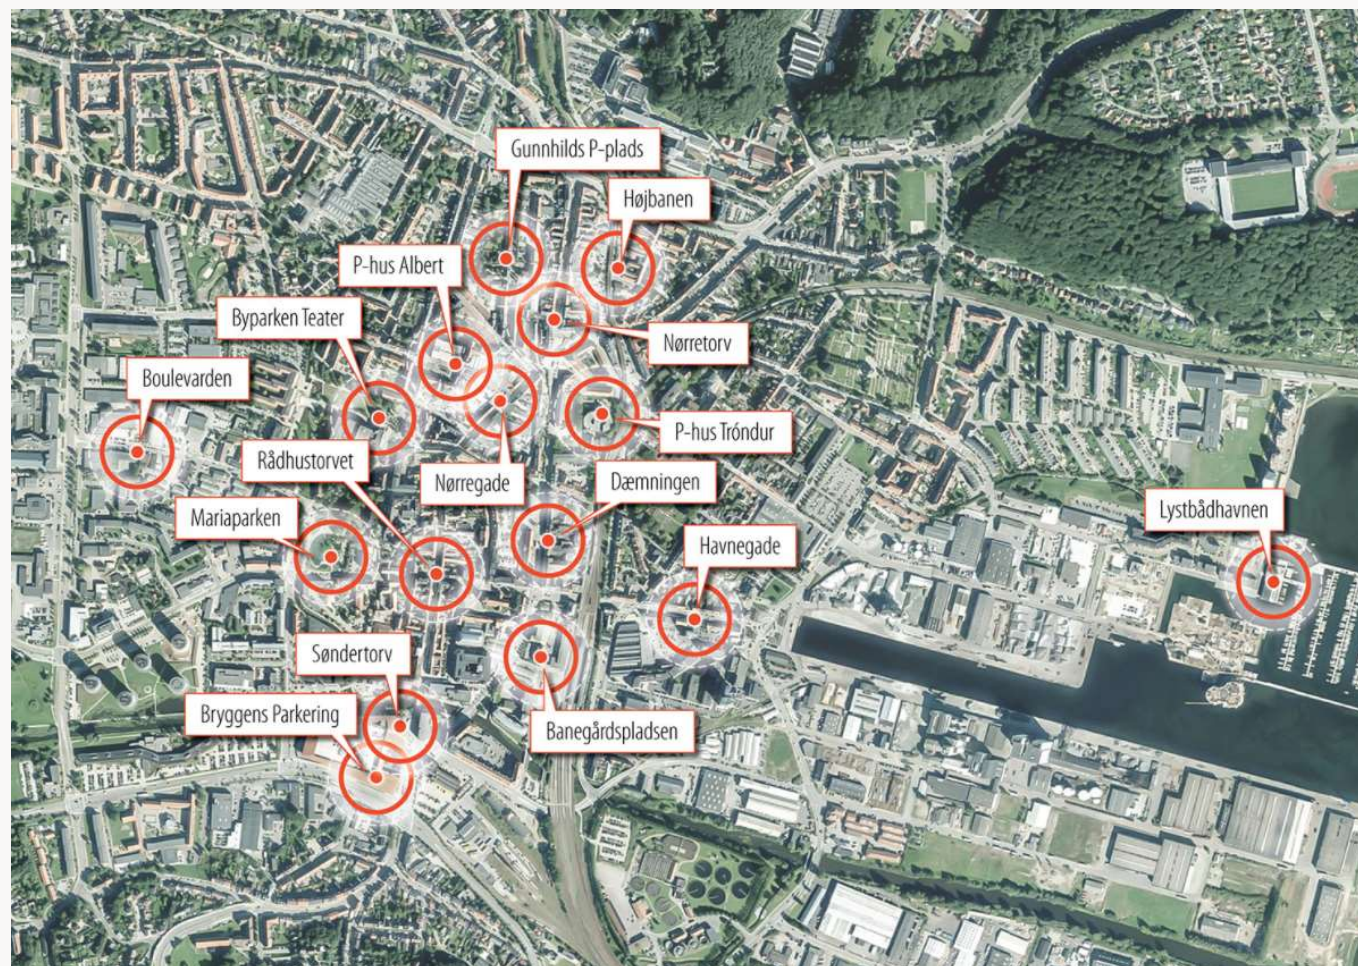 Gunnhilds P-plads
Højbanen
P-hus Albert
Byparken Teater
Nørretorv
Boulevarden
P-hus Tróndur
Rådhustorvet
Nørregade
Dæmningen
Lystbådhavnen
Mariaparken
Havnegade
Søndertorv
Bryggens Parkering
Banegårdspladsen